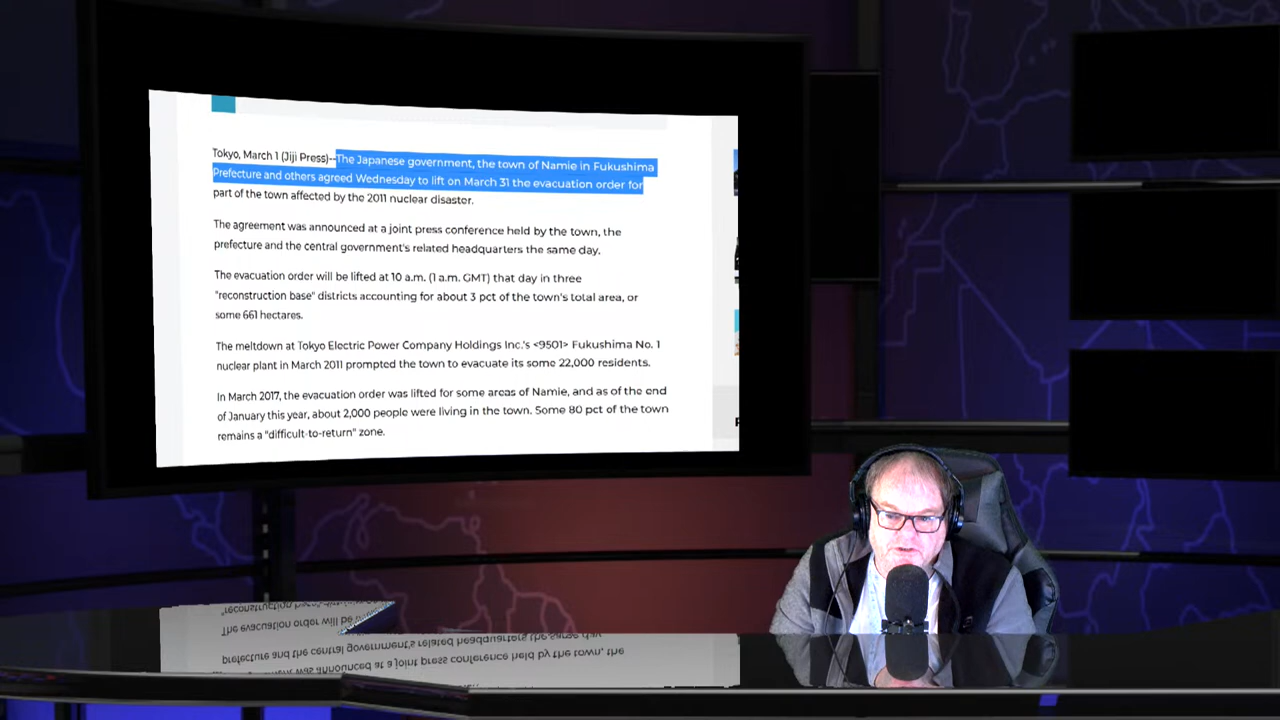 Tokyo, March 1 (Jiji Press)--The Japanese government, the town of Namie in Fukushima
Prefecture and others agreed Wednesday to lift on March 31 the evacuation order for
part of the town affected by the 2011 nuclear disaster.
The agreement was announced at a joint press conference held by the town, the
prefecture and the central government's related headquarters the same day.
The evacuation order will be lifted at 10 a.m. (1 a.m. GMT) that day in three
"reconstruction base" districts accounting for about 3 pct of the town's total area, or
some 661 hectares.
The meltdown at Tokyo Electric Power Company Holdings Inc.'s <9501> Fukushima No. 1
nuclear plant in March 2011 prompted the town to evacuate its some 22,000 residents.
In March 2017, the evacuation order was lifted for some areas of Namie, and as of the end
of January this year, about 2,000 people were living in the town. Some 80 pct of the town
remains a "difficult-to-return" zone.